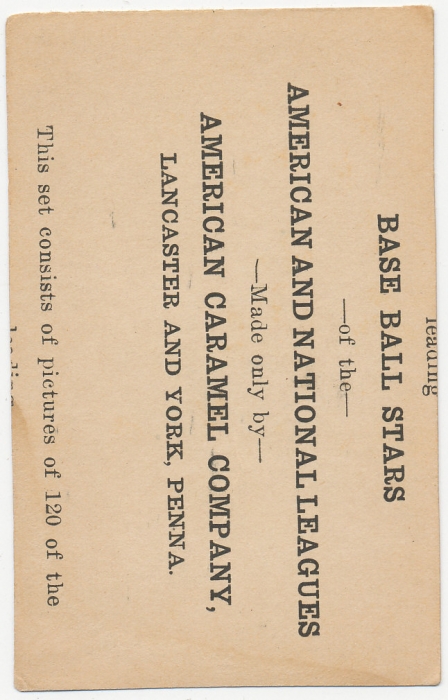 leading
This set consists of pictures of 120 of the
BASE BALL STARS
—of the—
AMERICAN AND NATIONAL LEAGUES
—Made only by—
AMERICAN CARAMEL COMPANY,
LANCASTER AND YORK, PENNA.